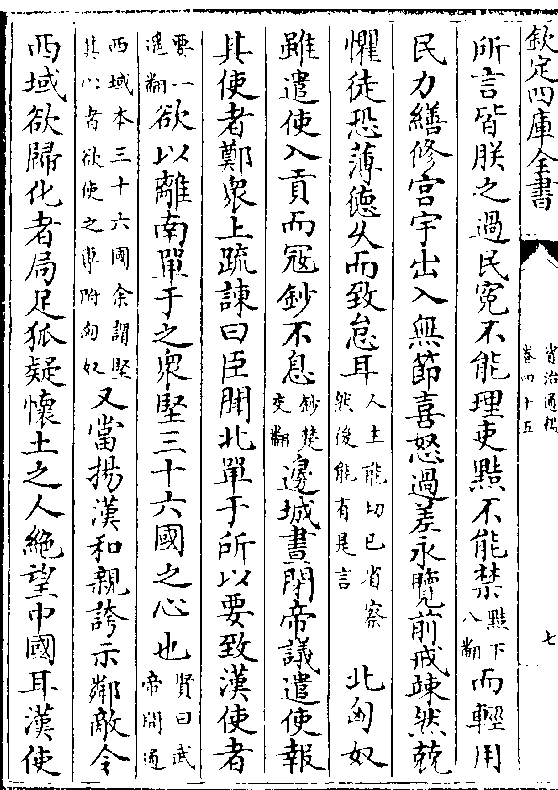 欽定四庫全書
資治通鑑
卷四十五
七
所言皆朕之過民寃不能理吏黠不能禁黠下八翻而輕用
民力繕修宮宇出入無節喜怒過差永覽前戒竦然兢
懼徒恐薄德乆而致怠耳人主能切已省察然後能有是言北匈奴
雖遣使入貢而宼鈔不息鈔楚交翻邊城晝閉帝議遣使報
其使者鄭衆上疏諫曰臣聞北單于所以要致漢使者
要一遥翻欲以離南單于之衆堅三十六國之心也賢曰武帝開通
西域本三十六國余謂堅其心者欲使之專附匈奴又當揚漢和親誇示鄰敵令
西域欲歸化者局足狐疑懷土之人絶望中國耳漢使